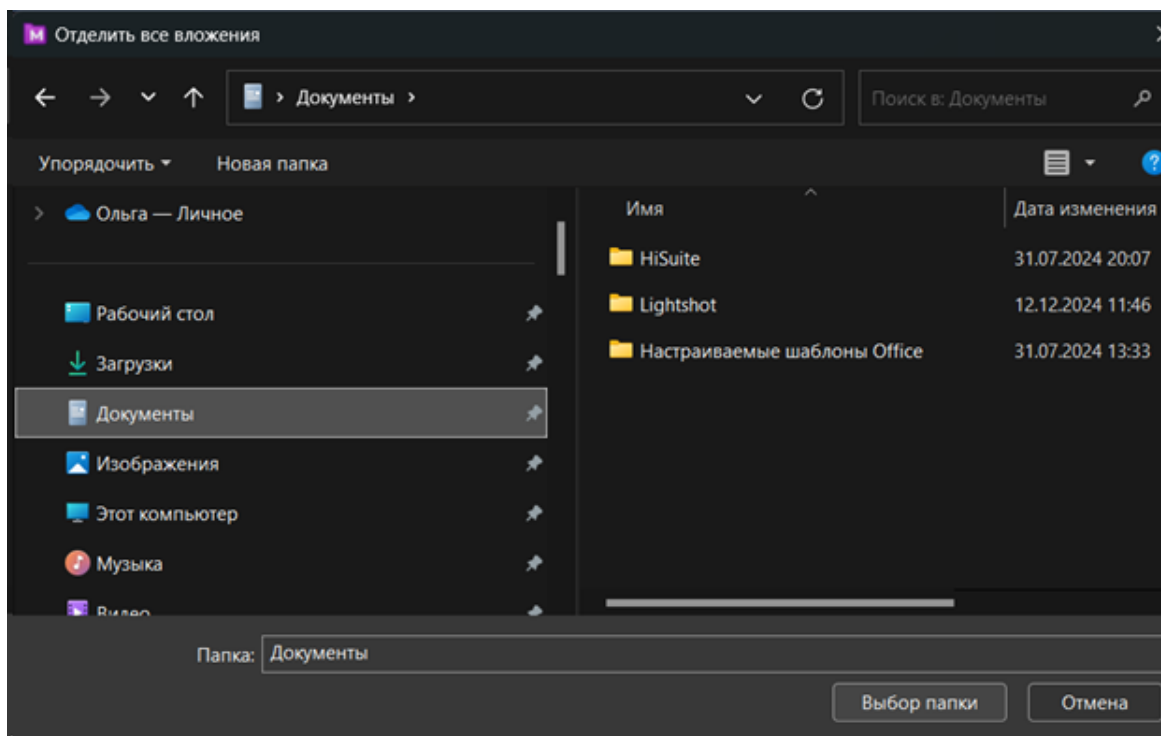 Отделить все вложения
Документы
Поиск в: Документы
Упорядочить
Новая папка
Ольга — Личное
Рабочий стол
Загрузки
Документы
Изображения
Этот компьютер
Музыка
Видео
Имя
Дата изменения
HiSuite
31.07.2024 20:07
Lightshot
12.12.2024 11:46
Настраиваемые шаблоны Office
31.07.2024 13:33
Папка: Документы
Выбор папки
Отмена